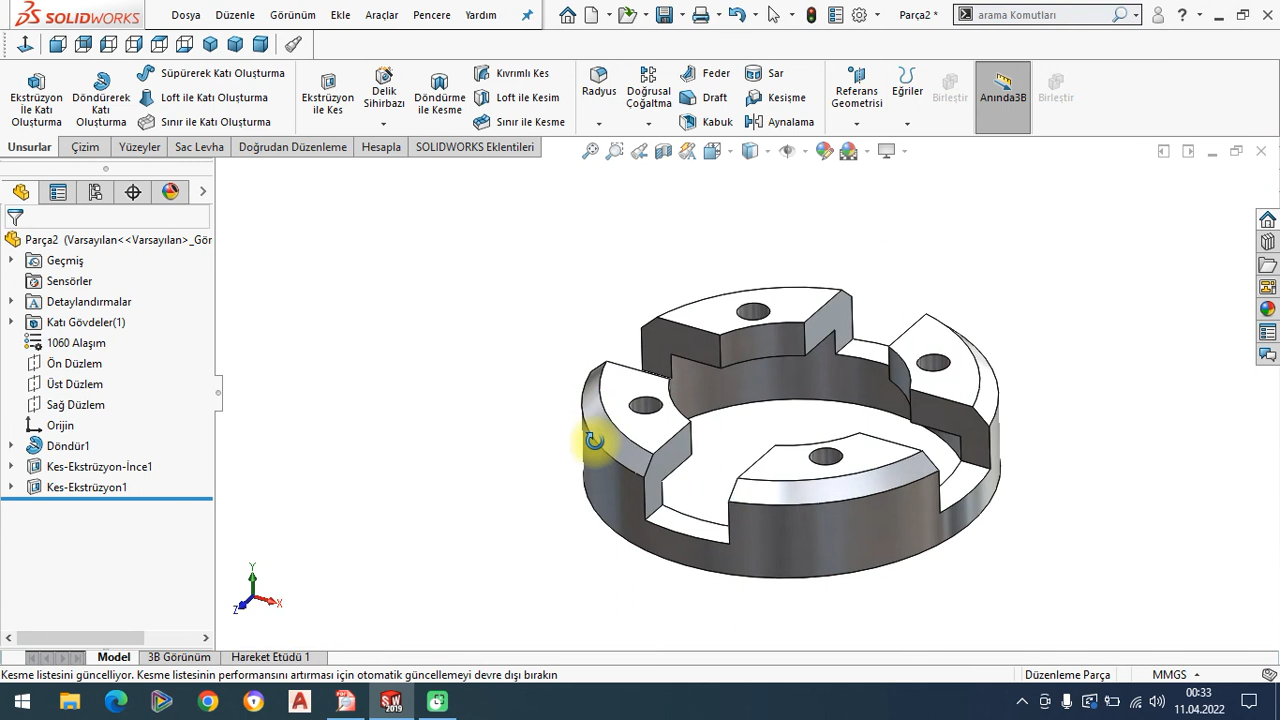 SOLIDWORKS Dosya Düzenle Görünüm Ekle Araçlar Pencere Yardım Parça2 * arama Komutları ?
Ekstrüzyon ile Katı Oluşturma
Döndürerek Katı Oluşturma
Süpürerek Katı Oluşturma
Loft ile Katı Oluşturma
Sınır ile Katı Oluşturma
Ekstrüzyon ile Kes
Delik Sihirbazı
Döndürme ile Kesme
Kıvrımlı Kes
Loft ile Kesim
Sınır ile Kesme
Radyus
Doğrusal Çoğaltma
Feder
Draft
Kabuk
Sar
Kesişme
Aynalama
Referans Geometrisi
Eğriler
Birleştir
Anında3B
Birleştir
Unsurlar Çizim Yüzeyler Sac Levha Doğrudan Düzenleme Hesapla SOLIDWORKS Eklentileri
Parça2 (Varsayılan<<Varsayılan>_Gör
Geçmiş
Sensörler
Detaylandırmalar
Katı Gövdeler(1)
1060 Alaşım
Ön Düzlem
Üst Düzlem
Sağ Düzlem
Orijin
Döndür1
Kes-Ekstrüzyon-İnce1
Kes-Ekstrüzyon1
Y
Z
X
Model 3B Görünüm Hareket Etüdü 1
Kesme listesini güncelliyor. Kesme listesinin performansını artırması için otomatik güncellemeyi devre dışı bırakın Düzenleme Parça MMGS
SW
2019
00:33
11.04.2022